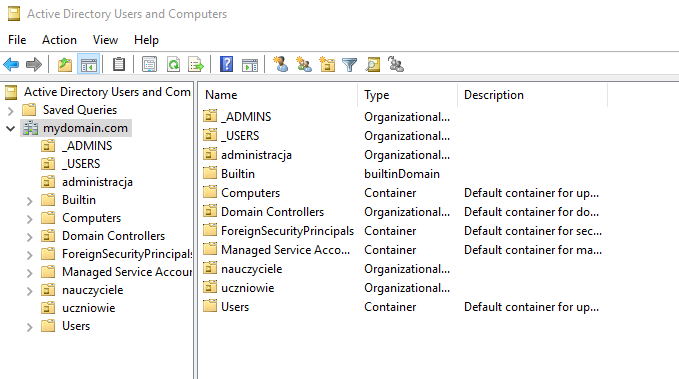 Active Directory Users and Computers
File Action View Help
Active Directory Users and Com
Saved Queries
mydomain.com
_ADMINS
_USERS
administracja
Builtin
Computers
Domain Controllers
ForeignSecurityPrincipals
Managed Service Accour
nauczyciele
uczniowie
Users
Name Type Description
_ADMINS Organizational...
_USERS Organizational...
administracja Organizational...
Builtin builtinDomain
Computers Container Default container for up...
Domain Controllers Organizational... Default container for do...
ForeignSecurityPrincipals Container Default container for sec...
Managed Service Acco... Container Default container for ma...
nauczyciele Organizational...
uczniowie Organizational...
Users Container Default container for up...